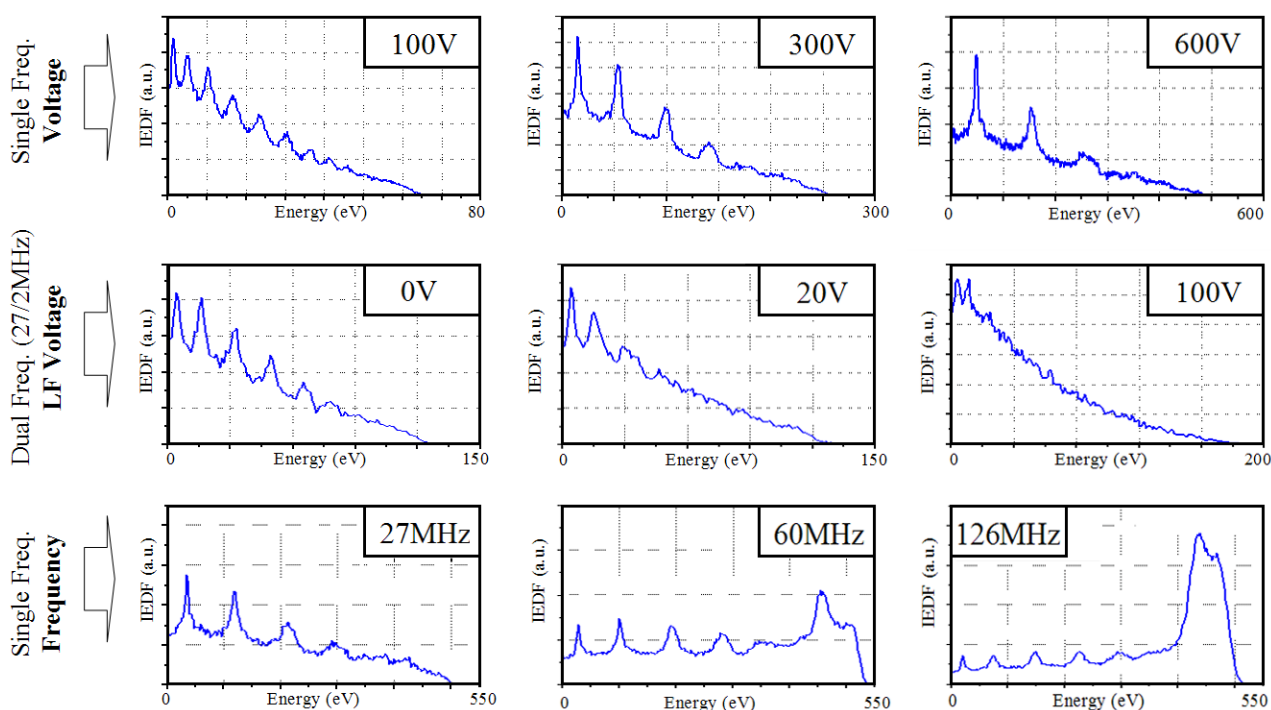 Single Freq.
Voltage
IEDF (a.u.)
100V
0
Energy (eV)
80
IEDF (a.u.)
300V
0
Energy (eV)
300
IEDF (a.u.)
600V
0
Energy (eV)
600
Dual Freq. (27/2MHz)
LF Voltage
IEDF (a.u.)
0V
0
Energy (eV)
150
IEDF (a.u.)
20V
0
Energy (eV)
150
IEDF (a.u.)
100V
0
Energy (eV)
200
Single Freq.
Frequency
IEDF (a.u.)
27MHz
0
Energy (eV)
550
IEDF (a.u.)
60MHz
0
Energy (eV)
550
IEDF (a.u.)
126MHz
0
Energy (eV)
550